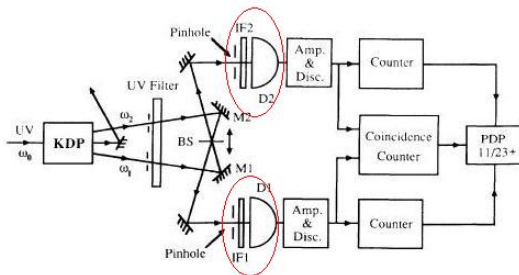 IF2
Pinhole
D2
Amp.
&
Disc.
Counter
UV Filter
UV
ω₀
KDP
ω₂
ω₁
BS
M2
M1
Coincidence
Counter
PDP
11/23+
D1
Pinhole
IF1
Amp.
&
Disc.
Counter